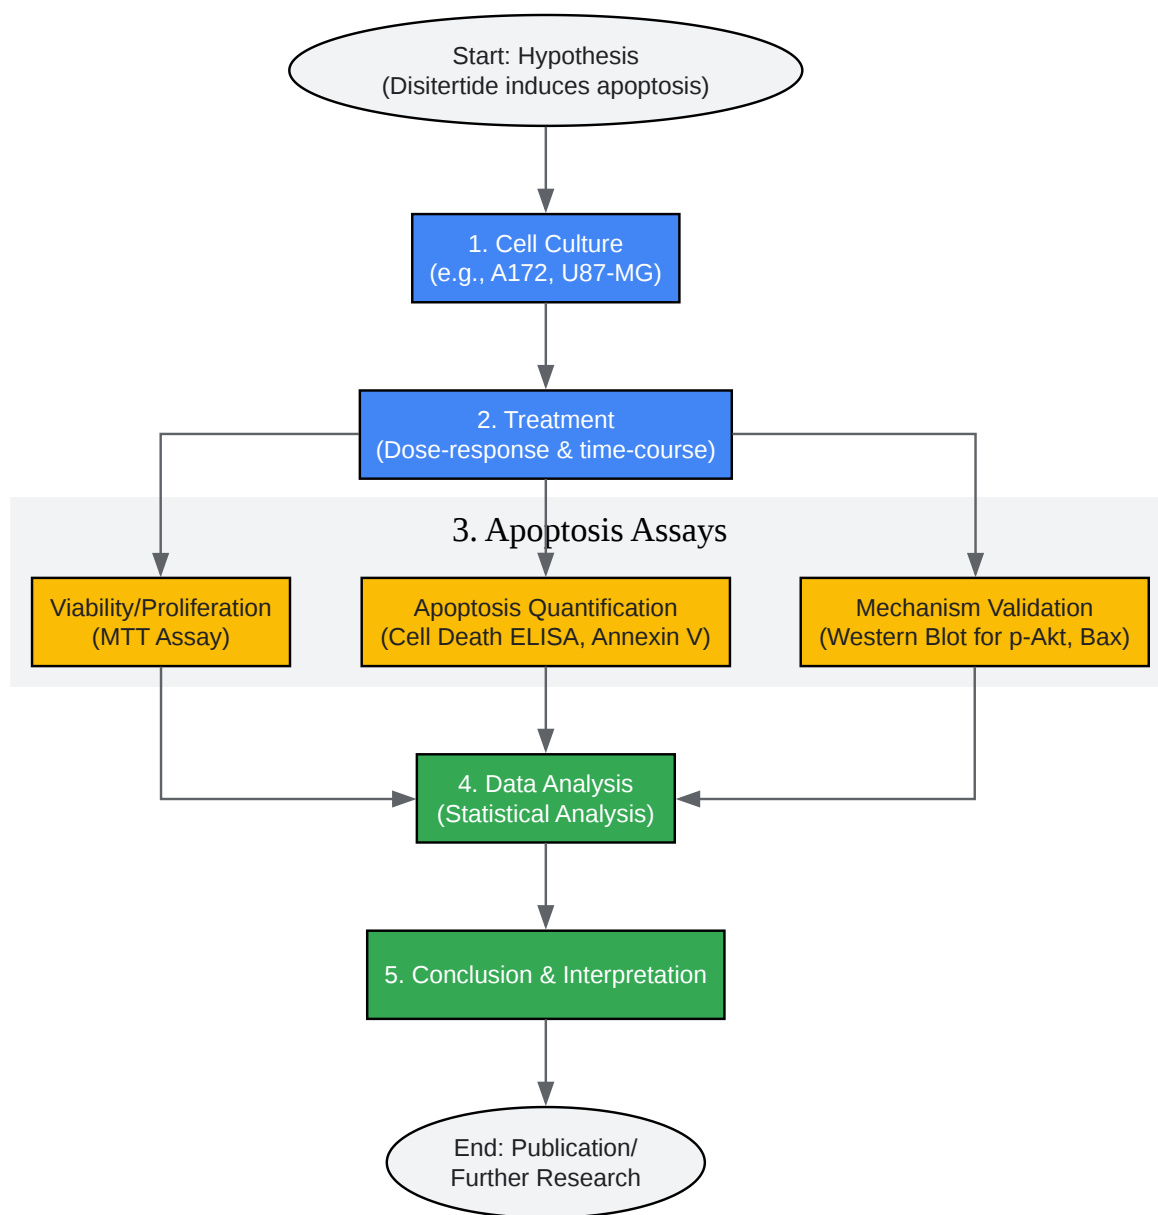 Start: Hypothesis
(Disitertide induces apoptosis)
1. Cell Culture
(e.g., A172, U87-MG)
2. Treatment
(Dose-response & time-course)
3. Apoptosis Assays
Viability/Proliferation
(MTT Assay)
Apoptosis Quantification
(Cell Death ELISA, Annexin V)
Mechanism Validation
(Western Blot for p-Akt, Bax)
4. Data Analysis
(Statistical Analysis)
5. Conclusion & Interpretation
End: Publication/
Further Research